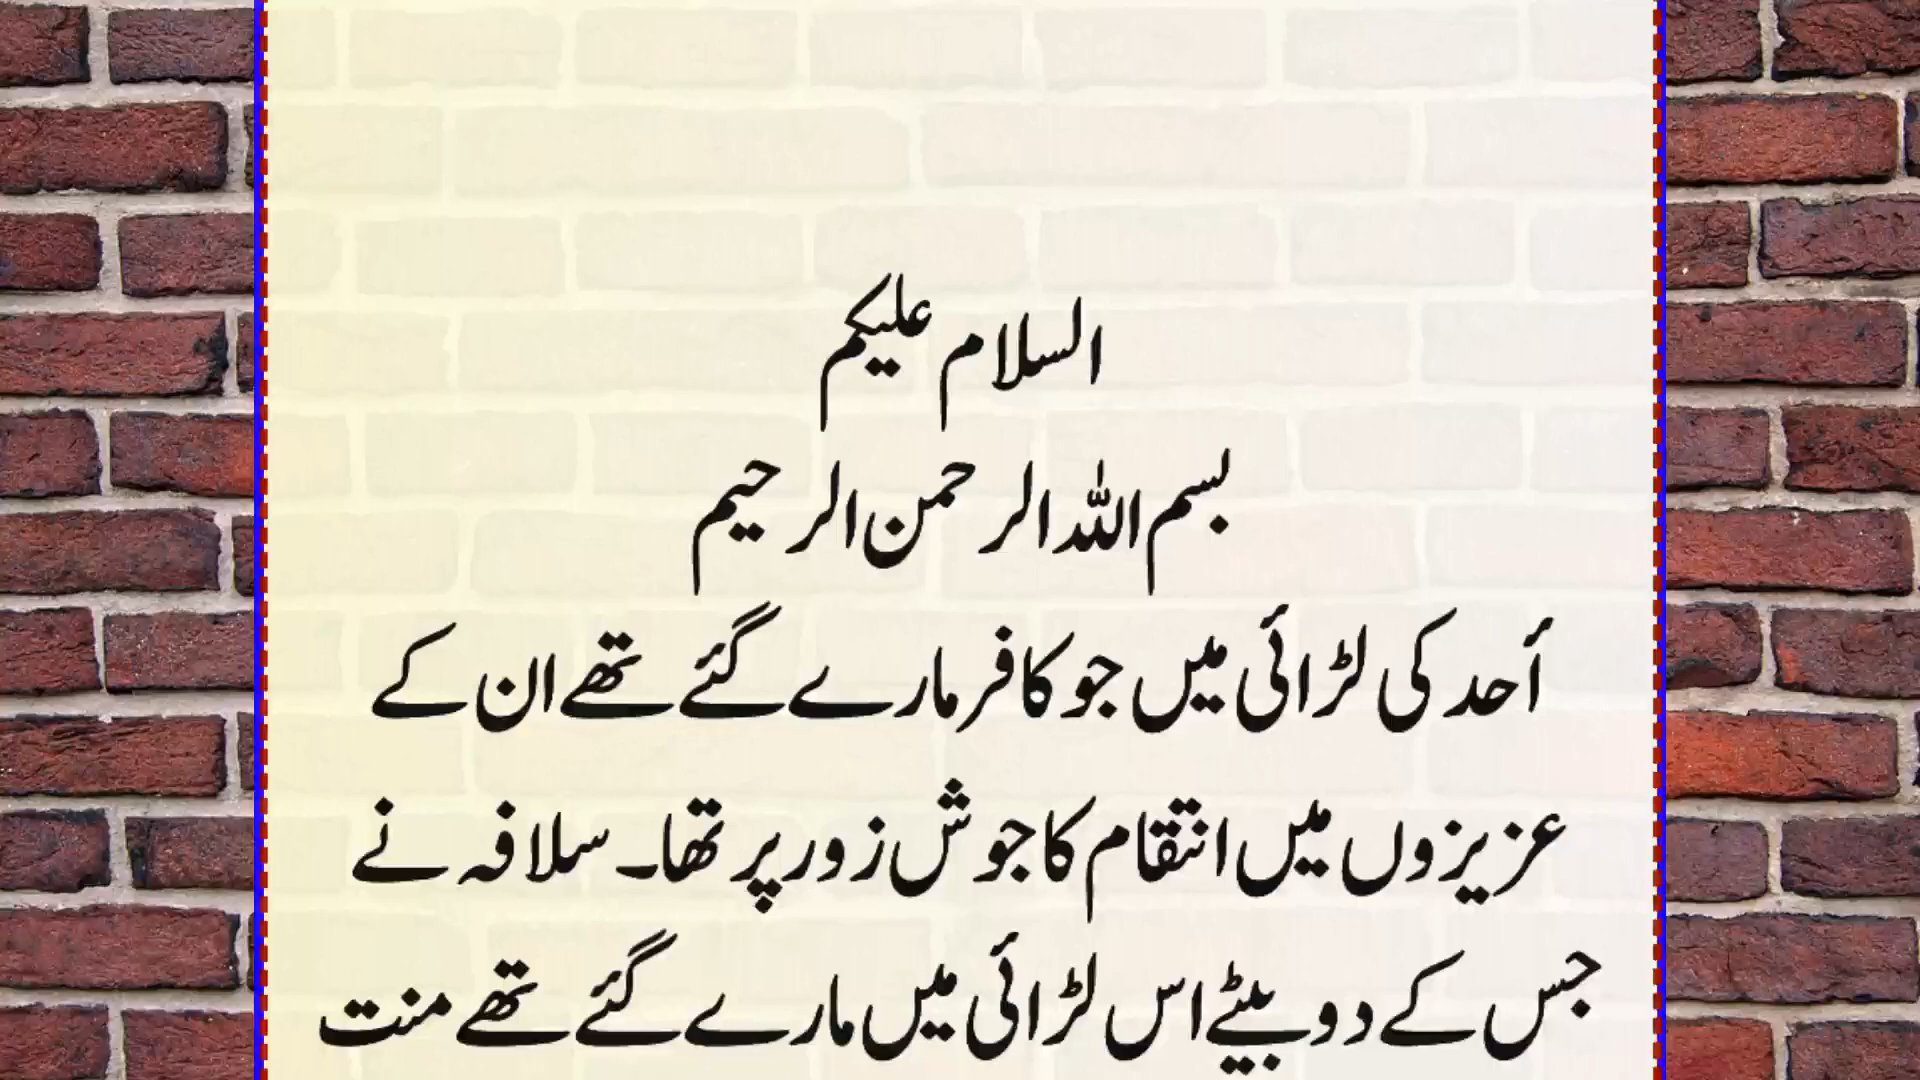 السلام علیکم
بسم اللہ الرحمن الرحیم
أحد کی لڑائی میں جو کافر مارے گئے تھے ان کے
عزیزوں میں انتقام کا جوش زور پر تھا۔ سلافہ نے
جس کے دو بیٹے اس لڑائی میں مارے گئے تھے منت